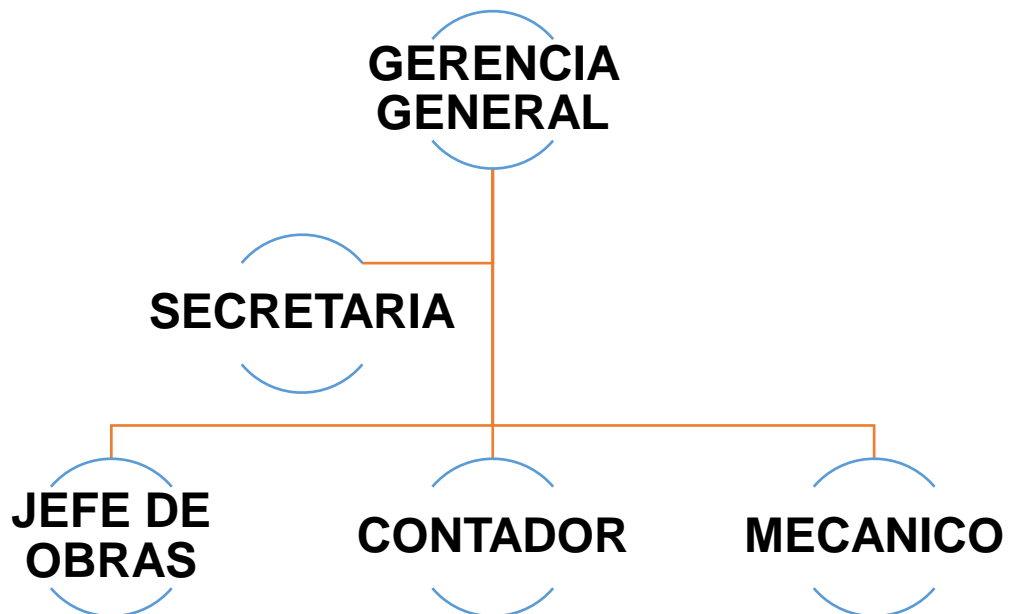 GERENCIA
GENERAL
SECRETARIA
JEFE DE
OBRAS
CONTADOR
MECANICO